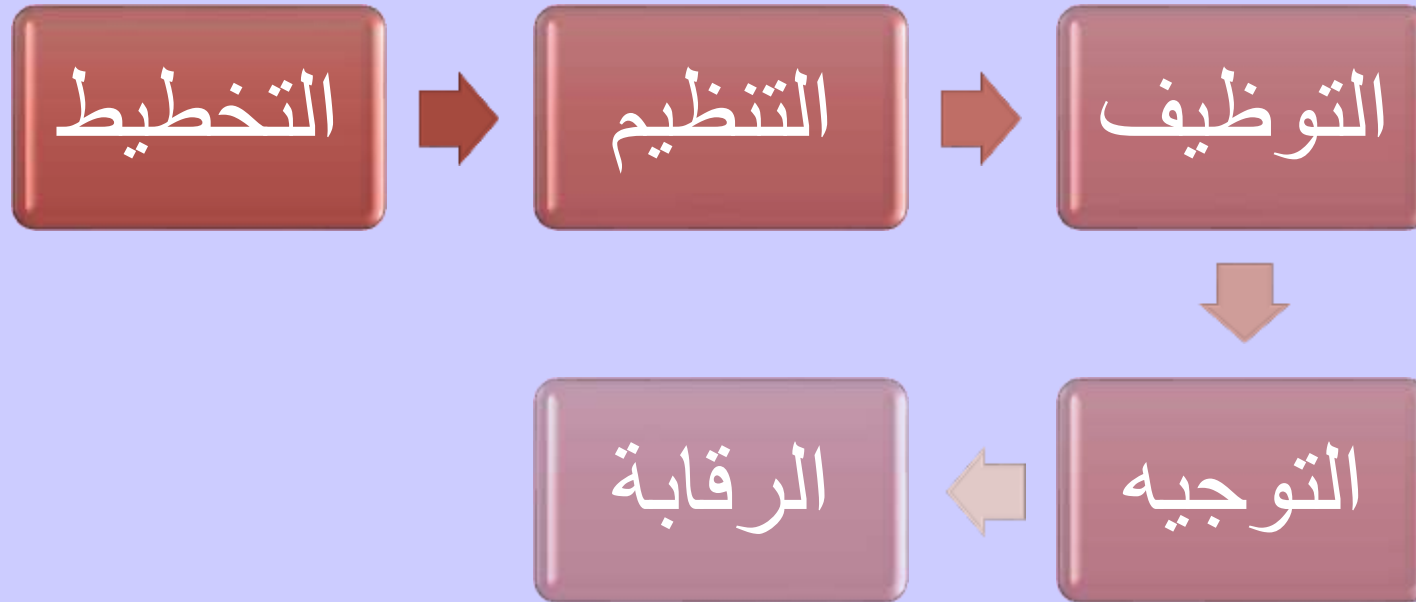 التخطيط
التنظيم
التوظيف
التوجيه
الرقابة